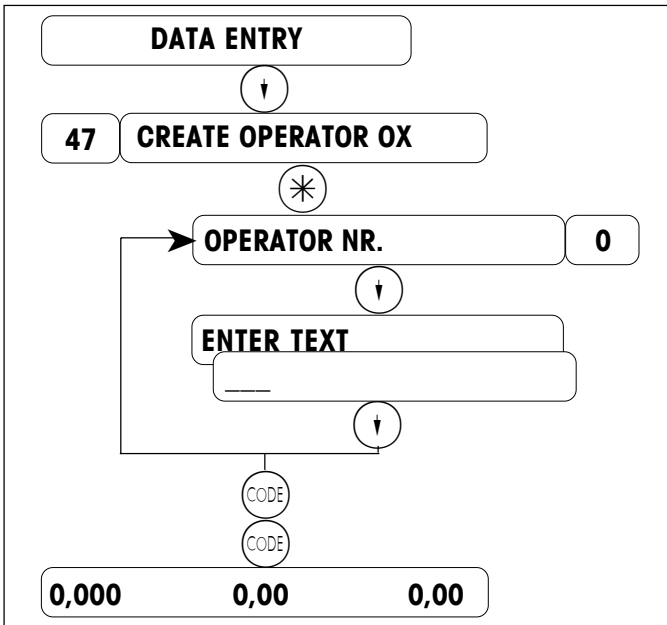 DATA ENTRY
47 CREATE OPERATOR OX
OPERATOR NR. 0
ENTER TEXT
___
CODE
CODE
0,000 0,00 0,00